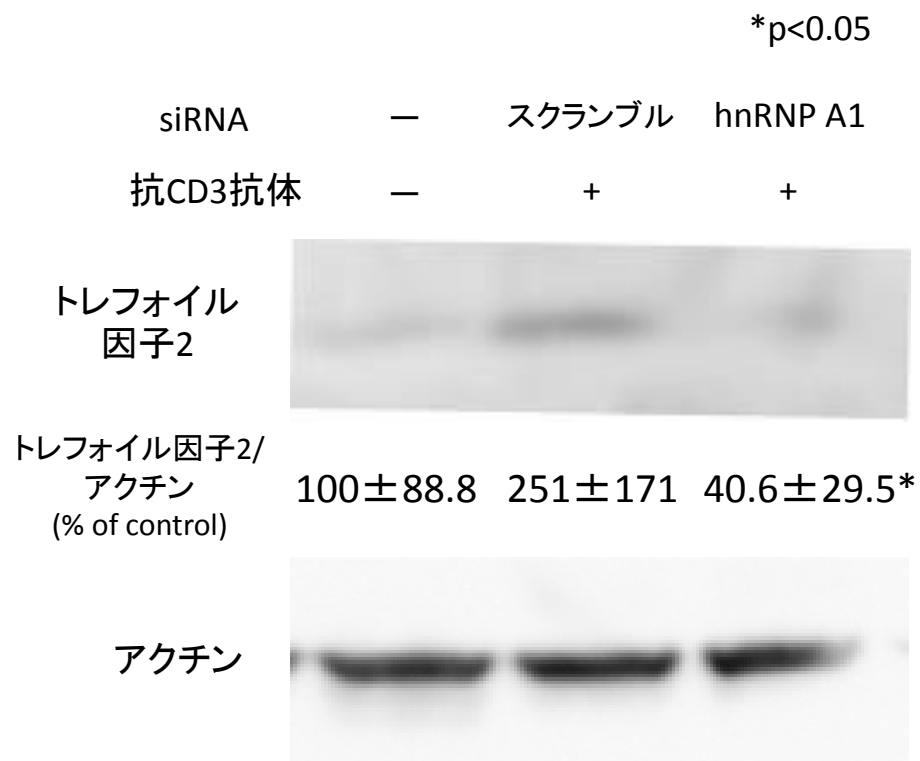 *p<0.05
siRNA — スクランブル hnRNP A1
抗CD3抗体 — + +
トレフォイル
因子2
トレフォイル因子2/
アクチン
(% of control)
100±88.8 251±171 40.6±29.5*
アクチン